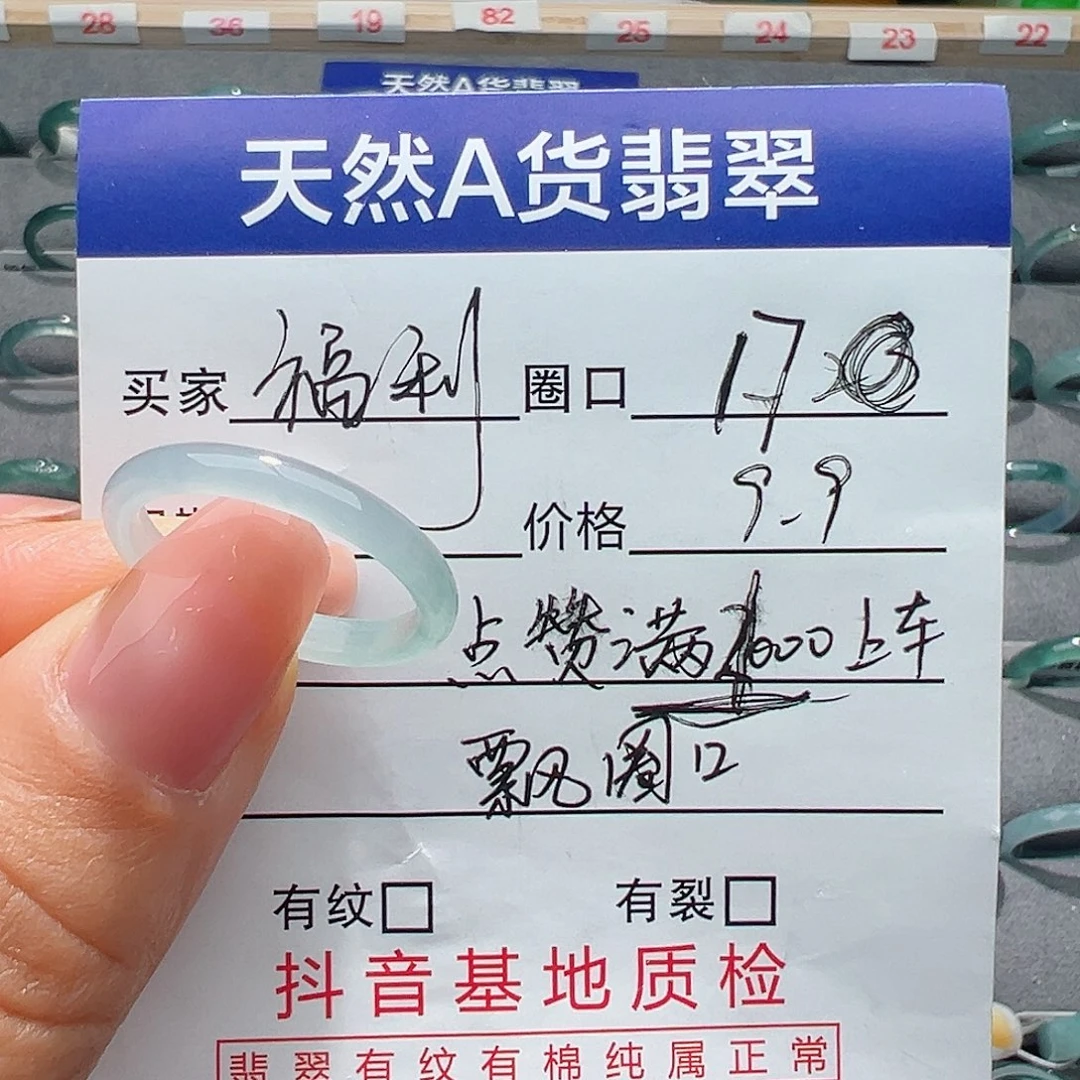 28 36 19 82 25 24 23 22
天然A货翡翠
天然A货翡翠
买家 福利 圈口 17
价格 9.9
点赞满1000上车
飘风圈口
有纹□ 有裂□
抖音基地质检
翡翠有纹有棉纯属正常